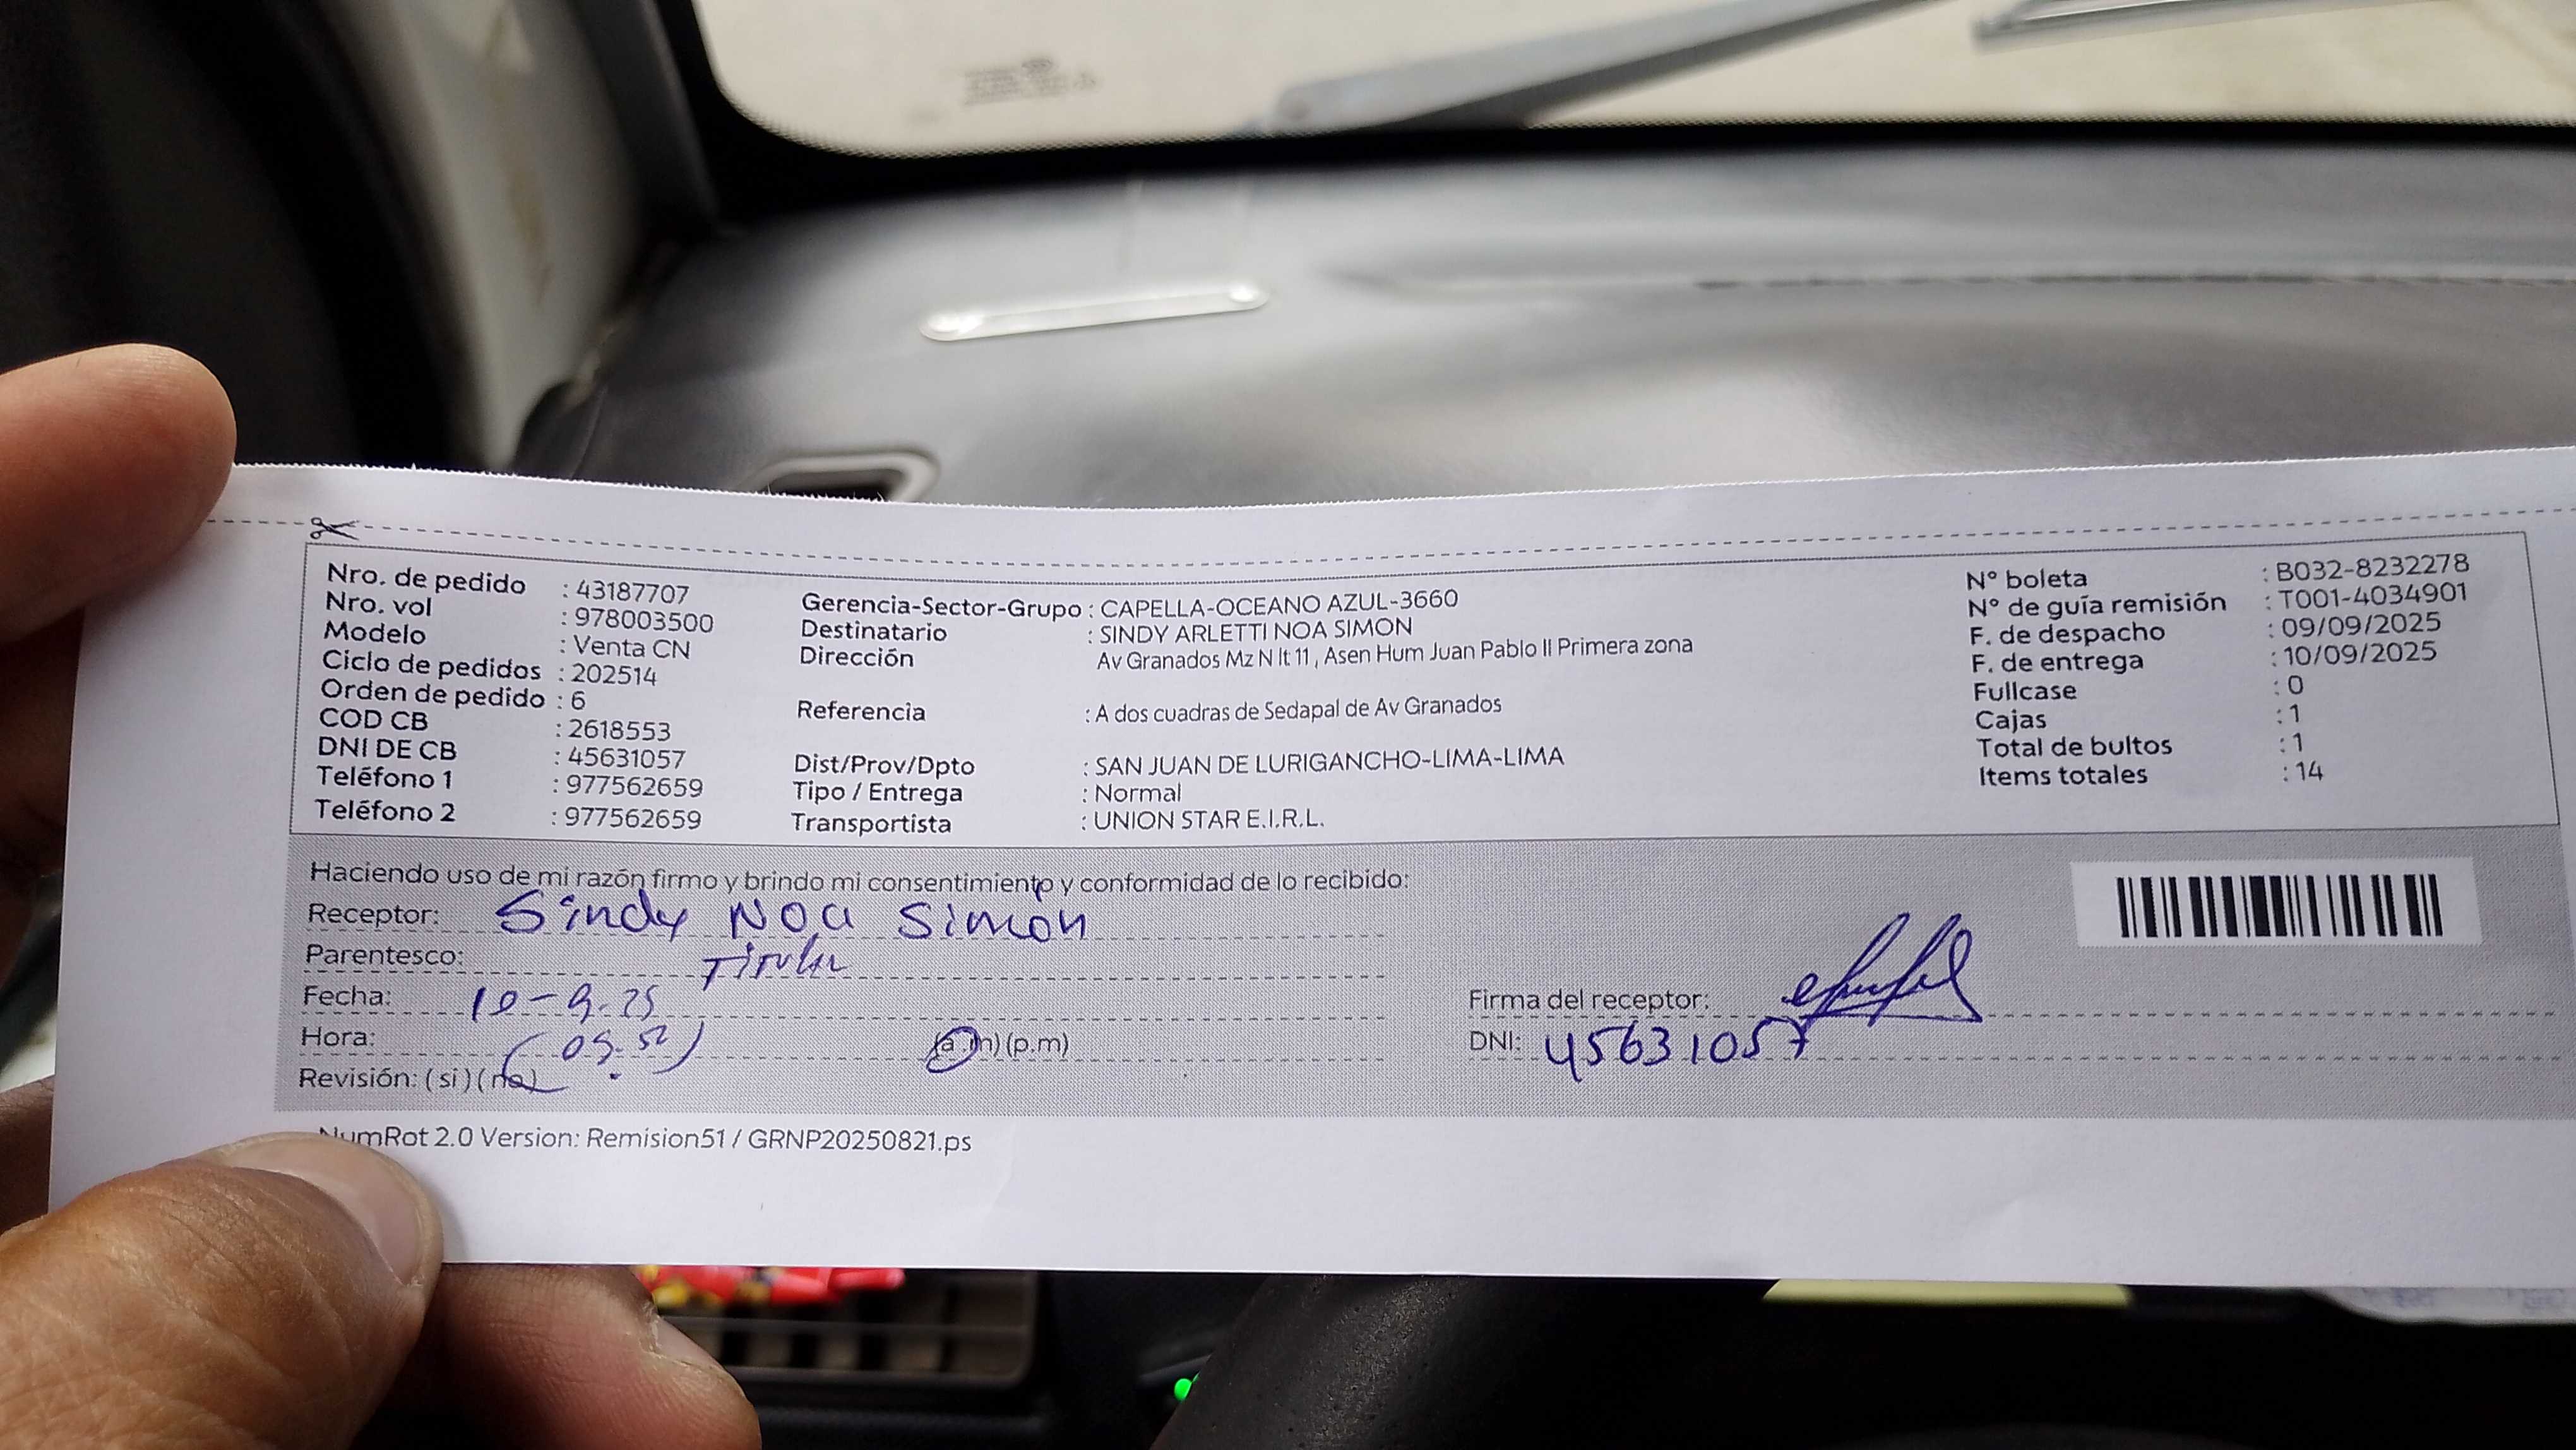 Nro. de pedido : 43187707
Nro. vol : 978003500
Modelo : Venta CN
Ciclo de pedidos : 202514
Orden de pedido : 6
COD CB : 2618553
DNI DE CB : 45631057
Teléfono 1 : 977562659
Teléfono 2 : 977562659
Gerencia-Sector-Grupo : CAPELLA-OCEANO AZUL-3660
Destinatario : SINDY ARLETTI NOA SIMON
Dirección Av Granados Mz N lt 11 , Asen Hum Juan Pablo II Primera zona
Referencia : A dos cuadras de Sedapal de Av Granados
Dist/Prov/Dpto : SAN JUAN DE LURIGANCHO-LIMA-LIMA
Tipo / Entrega : Normal
Transportista : UNION STAR E.I.R.L.
N° boleta : B032-8232278
N° de guía remisión : T001-4034901
F. de despacho : 09/09/2025
F. de entrega : 10/09/2025
Fullcase : 0
Cajas : 1
Total de bultos : 1
Items totales : 14
Haciendo uso de mi razón firmo y brindo mi consentimiento y conformidad de lo recibido:
Receptor: Sindy Noa Simon
Parentesco: Titular
Fecha: 10-9-25
Hora: (09:52) (a.m)(p.m)
Revisión: (si)(no)
Firma del receptor:
DNI: 45631057
NumRot 2.0 Version: Remision51 / GRNP20250821.ps